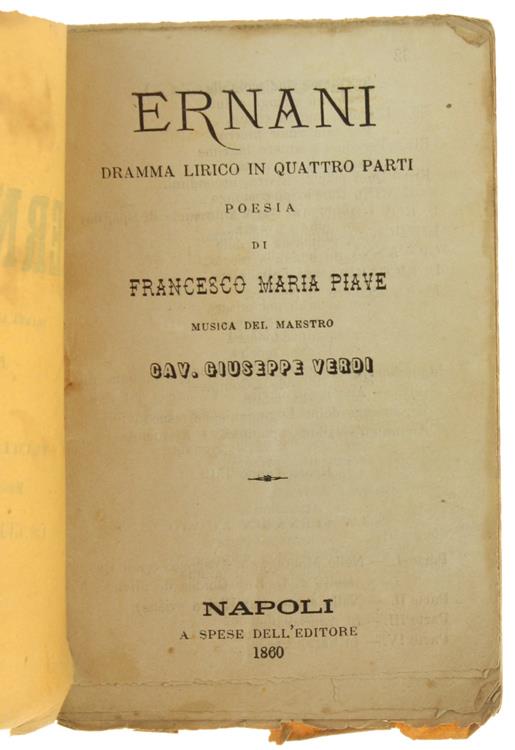 ERNANI
DRAMMA LIRICO IN QUATTRO PARTI
POESIA
DI
FRANCESCO MARIA PIAVE
MUSICA DEL MAESTRO
CAV. GIUSEPPE VERDI
NAPOLI
A SPESE DELL'EDITORE
1860